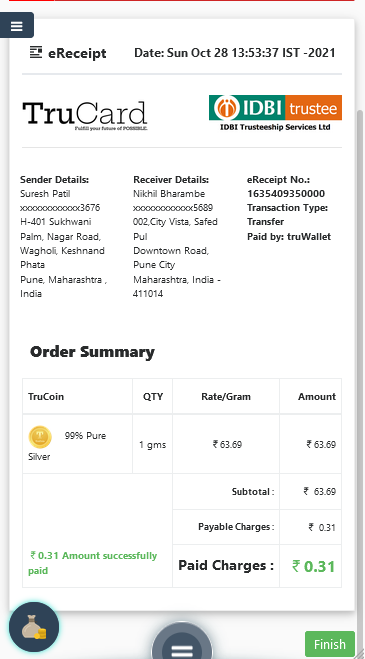 eReceipt
Date: Sun Oct 28 13:53:37 IST -2021
TruCard
Fulfill your future of POSSIBLE.
IDBI trustee
IDBI Trusteeship Services Ltd
Sender Details:
Suresh Patil
xxxxxxxxxxxx3676
H-401 Sukhwani
Palm, Nagar Road,
Wagholi, Keshnand
Phata
Pune, Maharashtra ,
India
Receiver Details:
Nikhil Bharambe
xxxxxxxxxxxx5689
002,City Vista, Safed
Pul
Downtown Road,
Pune City
Maharashtra, India -
411014
eReceipt No.:
1635409350000
Transaction Type:
Transfer
Paid by: truWallet
Order Summary
TruCoin QTY Rate/Gram Amount
99% Pure
Silver
1 gms ₹ 63.69 ₹ 63.69
Subtotal : ₹ 63.69
Payable Charges : ₹ 0.31
₹ 0.31 Amount successfully
paid
Paid Charges : ₹ 0.31
Finish